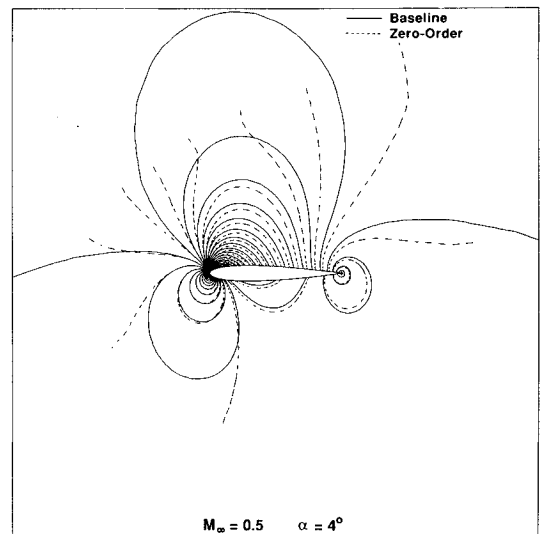 Baseline
Zero-Order
M∞ = 0.5 α = 4°